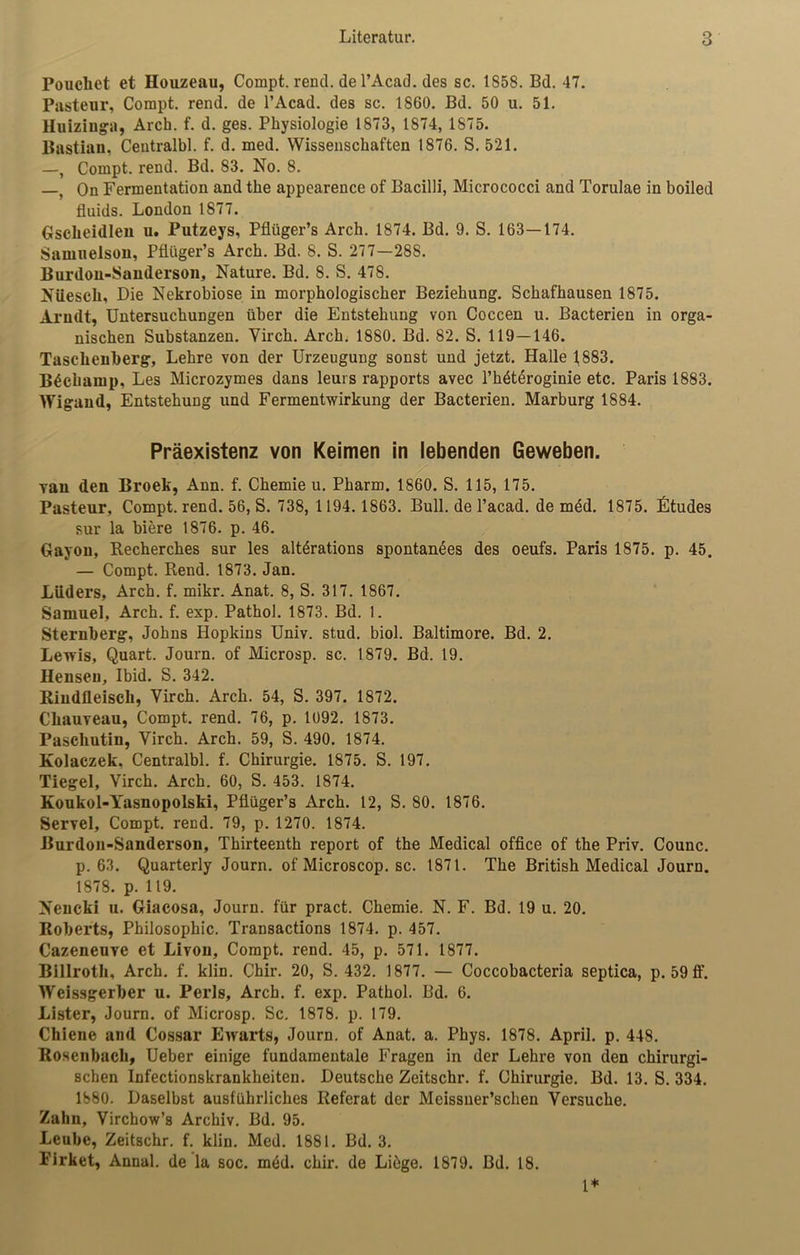 Literatur. 3
Pouchet et Houzeau, Compt. rend. de l’Acad. des sc. 1858. Bd. 47.
Pasteur, Compt. rend. de l’Acad. des sc. 1860. Bd. 50 u. 51.
Huizinga, Arch. f. d. ges. Physiologie 1873, 1874, 1875.
Bastian, Centralbl. f. d. med. Wissenschaften 1876. S. 521.
—, Compt. rend. Bd. 83. No. 8.
—, On Fermentation and the appearence of Bacilli, Micrococci and Torulae in boiled
fluids. London 1877.
Gscheidlen u. Putzeys, Pflüger’s Arch. 1874. Bd. 9. S. 163—174.
Samuelson, Pflüger’s Arch. Bd. 8. S. 277—288.
Burdon-Sanderson, Nature. Bd. 8. S. 478.
Nüesch, Die Nekrobiose in morphologischer Beziehung. Schafhausen 1875.
Arndt, Untersuchungen über die Entstehung von Coccen u. Bacterien in orga-
nischen Substanzen. Virch. Arch. 1880. Bd. 82. S. 119—146.
Taschenberg, Lehre von der Urzeugung sonst und jetzt. Halle 1883.
Béchamp, Les Microzymes dans leurs rapports avec l’hétéroginie etc. Paris 1883.
Wigand, Entstehung und Fermentwirkung der Bacterien. Marburg 1884.
Präexistenz von Keimen in lebenden Geweben.
van den Broek, Ann. f. Chemie u. Pharm. 1860. S. 115, 175.
Pasteur, Compt. rend. 56, S. 738, 1194. 1863. Bull. de l’acad. de méd. 1875. Études
sur la bière 1876. p. 46.
Gayon, Recherches sur les altérations spontanées des oeufs. Paris 1875. p. 45.
— Compt. Rend. 1873. Jan.
Lüders, Arch. f. mikr. Anat. 8, S. 317. 1867.
Samuel, Arch. f. exp. Pathol. 1873. Bd. 1.
Sternberg, Johns Hopkins Univ. stud. biol. Baltimore. Bd. 2.
Lewis, Quart. Journ. of Microsp. sc. 1879. Bd. 19.
Hensen, Ibid. S. 342.
Rindfleisch, Virch. Arch. 54, S. 397. 1872.
Chauveau, Compt. rend. 76, p. 1092. 1873.
Paschutin, Virch. Arch. 59, S. 490. 1874.
Kolaczek, Centralbl. f. Chirurgie. 1875. S. 197.
Tiegel, Virch. Arch. 60, S. 453. 1874.
Koukol-Yasnopolski, Pflüger’s Arch. 12, S. 80. 1876.
Servel, Compt. rend. 79, p. 1270. 1874.
Burdon-Sanderson, Thirteenth report of the Medical office of the Priv. Counc.
p. 63. Quarterly Journ. of Microscop. sc. 1871. The British Medical Journ.
1878. p. 119.
Nencki u. Giacosa, Journ. für pract. Chemie. N. F. Bd. 19 u. 20.
Roberts, Philosophic. Transactions 1874. p. 457.
Cazeneuve et Livon, Compt. rend. 45, p. 571. 1877.
Billroth, Arch. f. klin. Chir. 20, S. 432. 1877. — Coccobacteria septica, p. 59 ff.
Weissgerber u. Perls, Arch. f. exp. Pathol. Bd. 6.
Lister, Journ. of Microsp. Sc. 1878. p. 179.
Chiene and Cossar Ewarts, Journ. of Anat. a. Phys. 1878. April. p. 448.
Rosenbach, Ueber einige fundamentale Fragen in der Lehre von den chirurgi-
schen Infectionskrankheiten. Deutsche Zeitschr. f. Chirurgie. Bd. 13. S. 334.
1880. Daselbst ausführliches Referat der Meissner’schen Versuche.
Zahn, Virchow’s Archiv. Bd. 95.
Leube, Zeitschr. f. klin. Med. 1881. Bd. 3.
Firket, Annal. de la soc. méd. chir. de Liège. 1879. Bd. 18.
1*